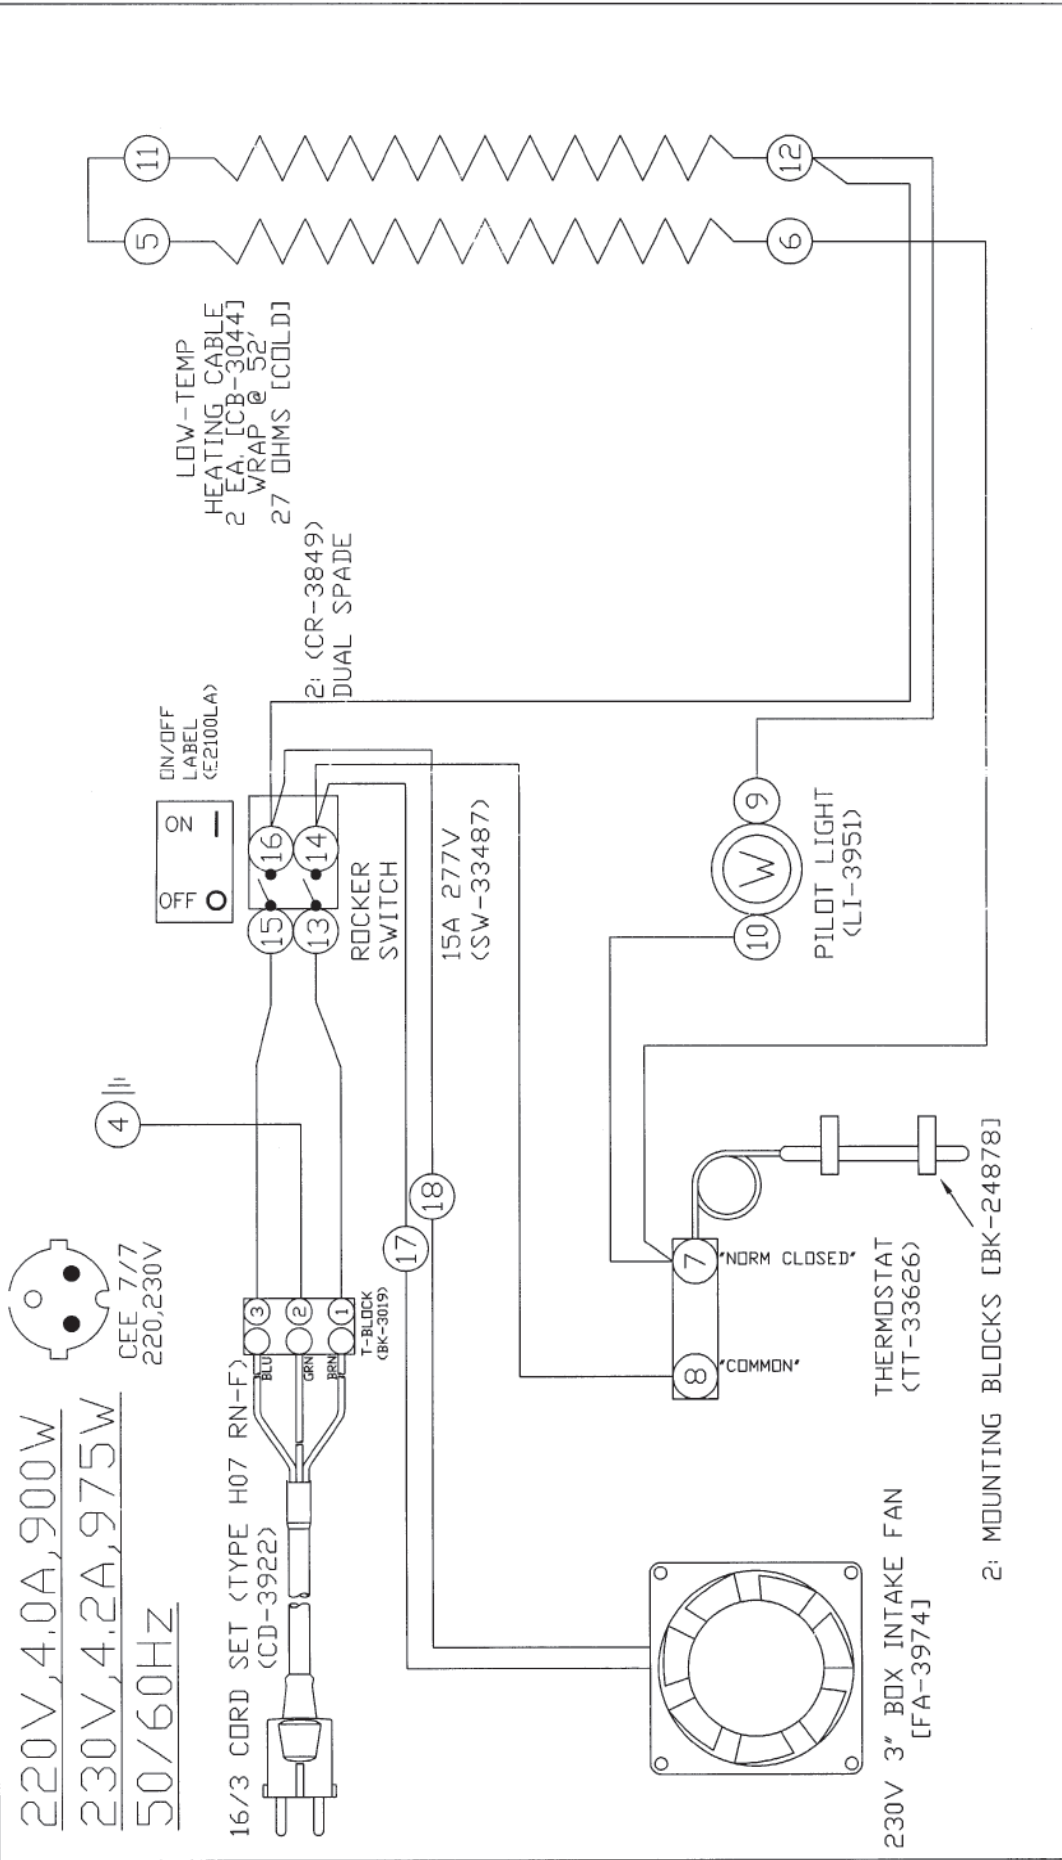 220V,4.0A,900W
230V,4.2A,975W
50/60Hz
CEE 7/7
220,230V
16/3 CORD SET (TYPE H07 RN-F)
(CD-3922)
BLU
GRN
BRN
3
2
1
T-BLOCK
(BK-3019)
4
ON/OFF
LABEL
(E2100LA)
OFF
ON
15
16
13
14
ROCKER
SWITCH
15A 277V
(SW-33487)
2: (CR-3849)
DUAL SPADE
LOW-TEMP
HEATING CABLE
2 EA. [CB-3044]
WRAP @ 52'
27 OHMS [COLD]
5
11
6
12
17
18
230V 3" BOX INTAKE FAN
[FA-3974]
8
"COMMON"
7
"NORM CLOSED"
THERMOSTAT
(TT-33626)
2: MOUNTING BLOCKS [BK-24878]
10
W
9
PILOT LIGHT
(LI-3951)